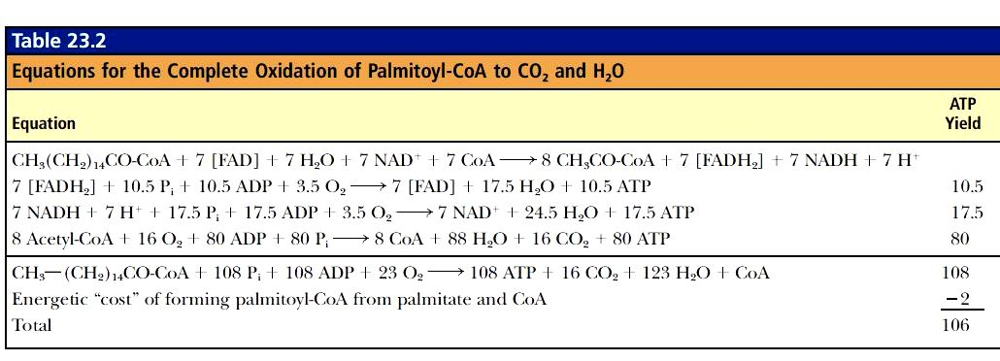 Table 23.2
Equations for the Complete Oxidation of Palmitoyl-CoA to CO₂ and H₂O
Equation ATP Yield
CH₃(CH₂)₁₄CO-CoA + 7 [FAD] + 7 H₂O + 7 NAD⁺ + 7 CoA ⟶ 8 CH₃CO-CoA + 7 [FADH₂] + 7 NADH + 7 H⁺
7 [FADH₂] + 10.5 Pᵢ + 10.5 ADP + 3.5 O₂ ⟶ 7 [FAD] + 17.5 H₂O + 10.5 ATP 10.5
7 NADH + 7 H⁺ + 17.5 Pᵢ + 17.5 ADP + 3.5 O₂ ⟶ 7 NAD⁺ + 24.5 H₂O + 17.5 ATP 17.5
8 Acetyl-CoA + 16 O₂ + 80 ADP + 80 Pᵢ ⟶ 8 CoA + 88 H₂O + 16 CO₂ + 80 ATP 80
CH₃—(CH₂)₁₄CO-CoA + 108 Pᵢ + 108 ADP + 23 O₂ ⟶ 108 ATP + 16 CO₂ + 123 H₂O + CoA 108
Energetic “cost” of forming palmitoyl-CoA from palmitate and CoA −2
Total 106